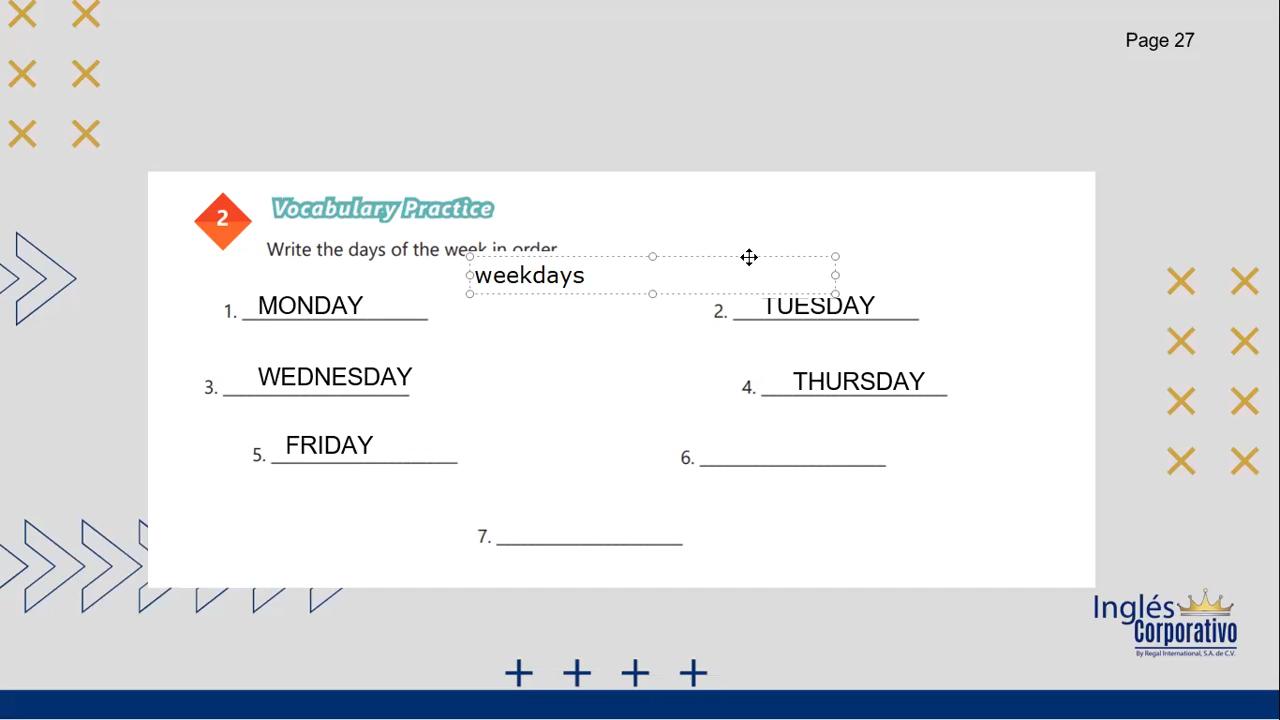 Page 27
2 Vocabulary Practice
Write the days of the week in order
weekdays
1. MONDAY
2. TUESDAY
3. WEDNESDAY
4. THURSDAY
5. FRIDAY
6.
7.
Inglés
Corporativo
By Regal International, S.A. de C.V.